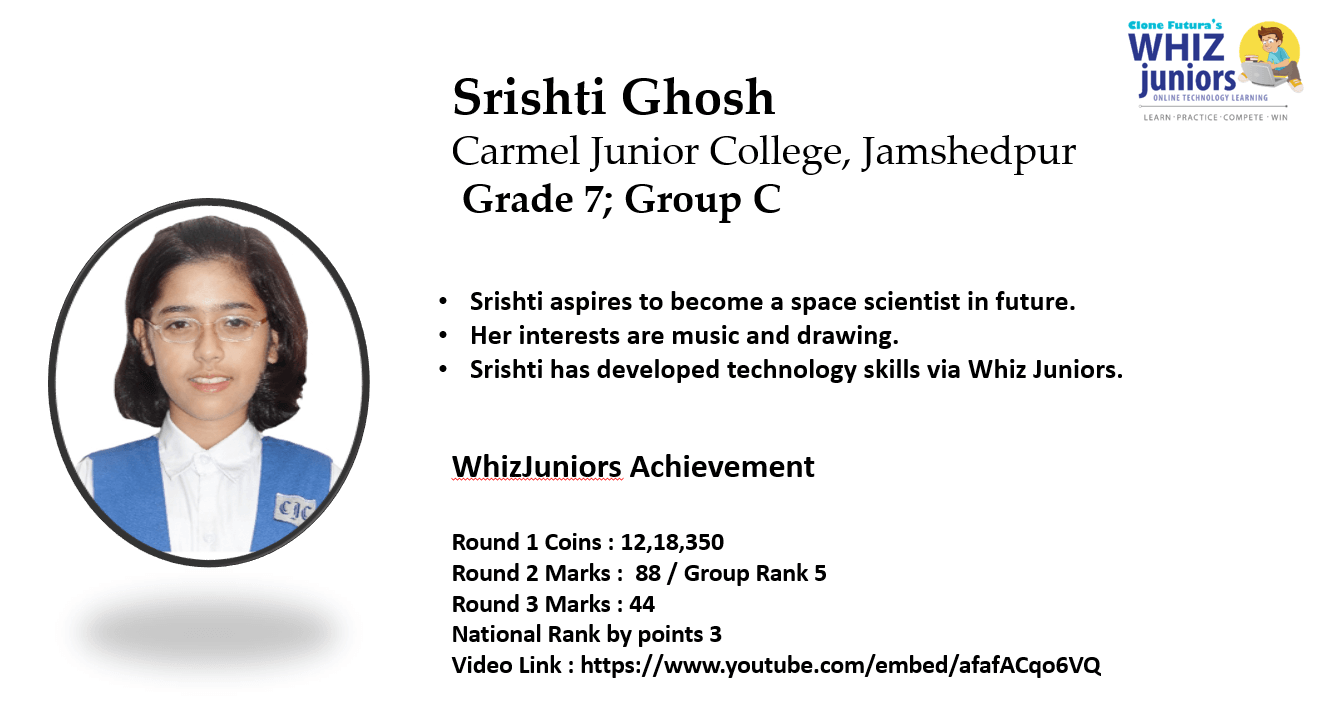 Clone Futura's
WHIZ
juniors
ONLINE TECHNOLOGY LEARNING
LEARN · PRACTICE · COMPETE · WIN
Srishti Ghosh
Carmel Junior College, Jamshedpur
Grade 7; Group C
• Srishti aspires to become a space scientist in future.
• Her interests are music and drawing.
• Srishti has developed technology skills via Whiz Juniors.
CJC
WhizJuniors Achievement
Round 1 Coins : 12,18,350
Round 2 Marks :  88 / Group Rank 5
Round 3 Marks : 44
National Rank by points 3
Video Link : https://www.youtube.com/embed/afafACqo6VQ